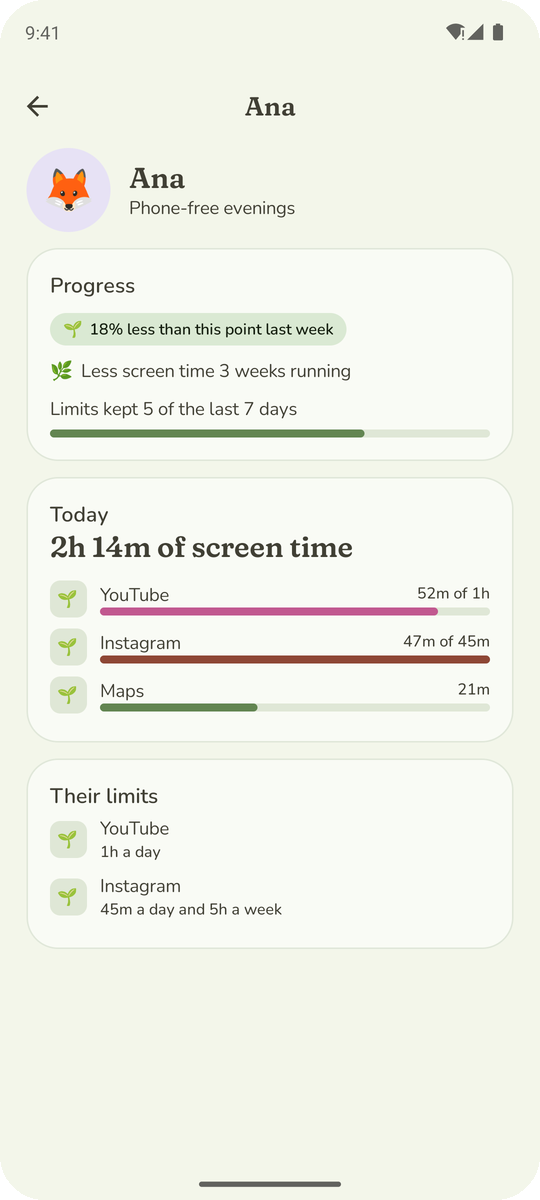 9:41
Ana
Ana
Phone-free evenings
Progress
18% less than this point last week
Less screen time 3 weeks running
Limits kept 5 of the last 7 days
Today
2h 14m of screen time
YouTube 52m of 1h
Instagram 47m of 45m
Maps 21m
Their limits
YouTube
1h a day
Instagram
45m a day and 5h a week